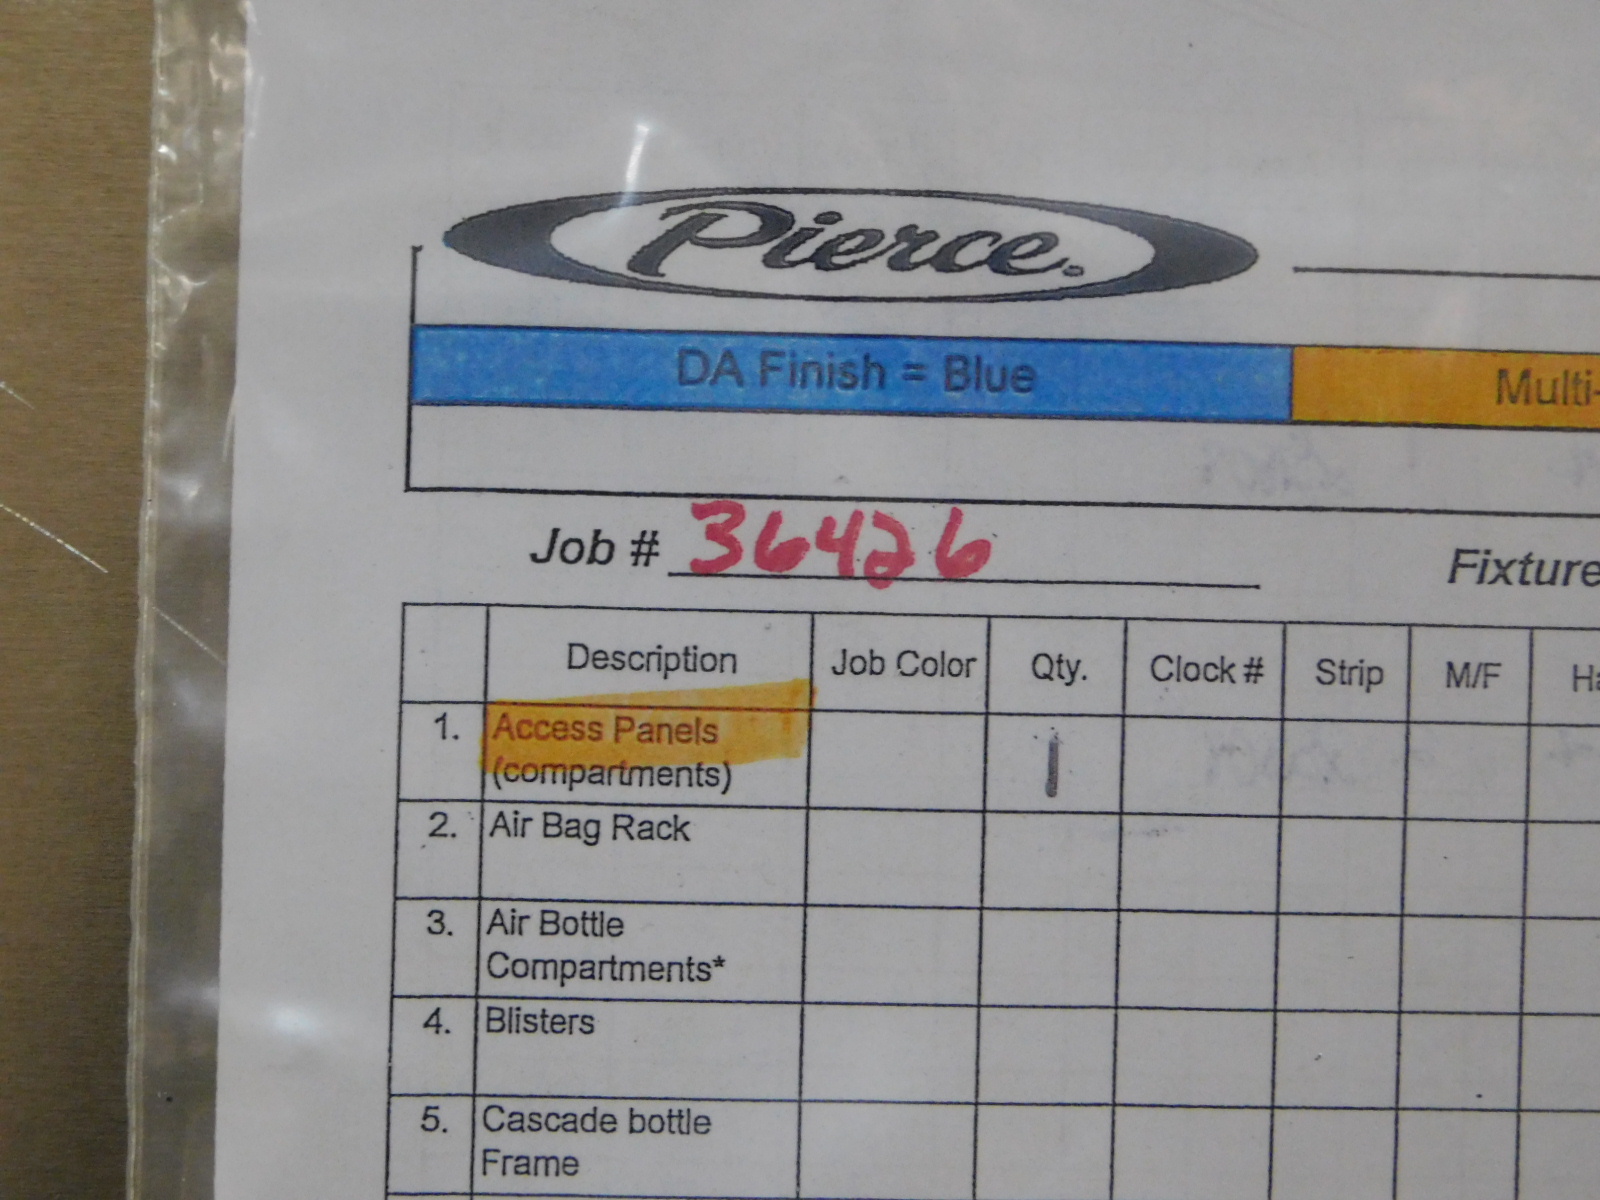 Pierce.
DA Finish = Blue Multi-
Job # 36426 Fixture
Description Job Color Qty. Clock # Strip M/F Ha
1. Access Panels 1
(compartments)
2. Air Bag Rack
3. Air Bottle
Compartments*
4. Blisters
5. Cascade bottle
Frame